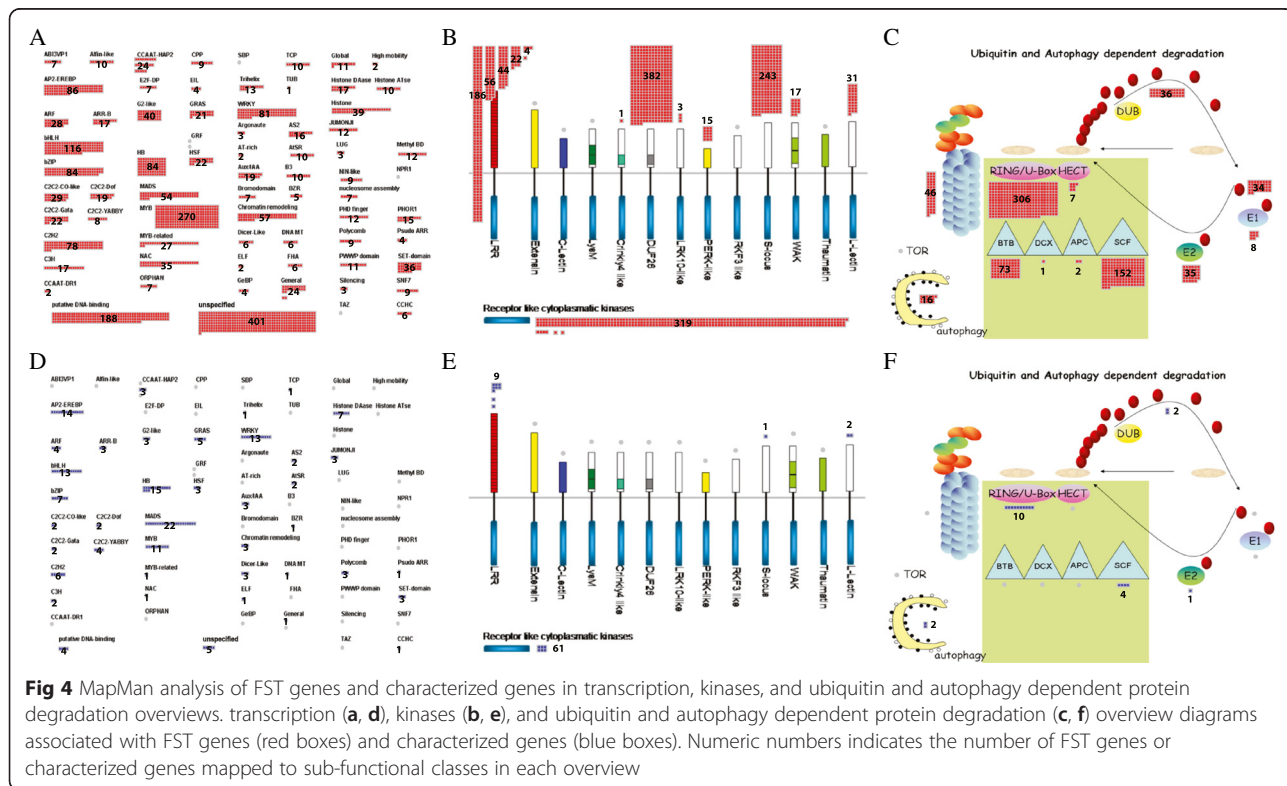 A
ABI3VP1 Alfin-like CCAAT-HAP2 CPP SBP TCP Global High mobility
7 10 24 9 10 11 2
AP2-EREBP E2F-DP EIL Trihelix TUB Histone DAase Histone ATse
86 7 4 13 1 17 10
ARF ARR-B G2-like GRAS WRKY Histone
28 17 40 21 81 39
bHLH GRF Argonaute AS2 JUMONJI
116 3 16 12
bZIP HB HSF AT-rich AtSR LUG Methyl BD
84 84 22 2 10 3 12
C2C2-CO-like C2C2-Dof MADS Aux/IAA B3 NIN-like NPR1
29 19 54 19 10 9
C2C2-Gata C2C2-YABBY MYB Bromodomain BZR nucleosome assembly
22 8 270 7 5 7
C2H2 MYB-related Chromatin remodeling PHD finger PHOR1
78 27 57 12 15
C3H NAC Dicer-Like DNA MT Polycomb Psudo ARR
17 35 6 6 9 4
CCAAT-DR1 ORPHAN ELF FHA PWWP domain SET-domain
2 7 2 6 11 36
GeBP General Silencing SNF7
4 24 3 9
putative DNA-binding unspecified TAZ CCHC
188 401 6
B
186 56 44 22 4 1 382 3 15 243 17 31
LRR Extensin C-Lectin LysM Crinkly4 like DUF26 LRK10-like PERK-like RKF3 like S-locus WAK Thaumatin L-Lectin
Receptor like cytoplasmatic kinases
319
C
Ubiquitin and Autophagy dependent degradation
36
DUB
RING/U-Box HECT
46 306 7 34
E1
8
BTB DCX APC SCF E2
73 1 2 152 35
TOR
16
autophagy
D
ABI3VP1 Alfin-like CCAAT-HAP2 CPP SBP TCP Global High mobility
3 1
AP2-EREBP E2F-DP EIL Trihelix TUB Histone DAase Histone ATse
14 1 7
ARF ARR-B G2-like GRAS WRKY Histone
4 3 3 5 13
bHLH GRF Argonaute AS2 JUMONJI
13 2 3
bZIP HB HSF AT-rich AtSR LUG Methyl BD
7 15 3 2
C2C2-CO-like C2C2-Dof MADS Aux/IAA B3 NIN-like NPR1
2 2 22 3
C2C2-Gata C2C2-YABBY MYB Bromodomain BZR nucleosome assembly
2 4 11 1
C2H2 MYB-related Chromatin remodeling PHD finger PHOR1
6 1 3
C3H NAC Dicer-Like DNA MT Polycomb Psudo ARR
2 1 3 1 3 1
CCAAT-DR1 ORPHAN ELF FHA PWWP domain SET-domain
1 3
GeBP General Silencing SNF7
1
putative DNA-binding unspecified TAZ CCHC
4 5 1
E
9 1 2
LRR Extensin C-Lectin LysM Crinkly4 like DUF26 LRK10-like PERK-like RKF3 like S-locus WAK Thaumatin L-Lectin
Receptor like cytoplasmatic kinases
61
F
Ubiquitin and Autophagy dependent degradation
2
DUB
RING/U-Box HECT
10
E1
BTB DCX APC SCF E2
4 1
TOR
2
autophagy
Fig 4 MapMan analysis of FST genes and characterized genes in transcription, kinases, and ubiquitin and autophagy dependent protein
degradation overviews. transcription (a, d), kinases (b, e), and ubiquitin and autophagy dependent protein degradation (c, f) overview diagrams
associated with FST genes (red boxes) and characterized genes (blue boxes). Numeric numbers indicates the number of FST genes or
characterized genes mapped to sub-functional classes in each overview